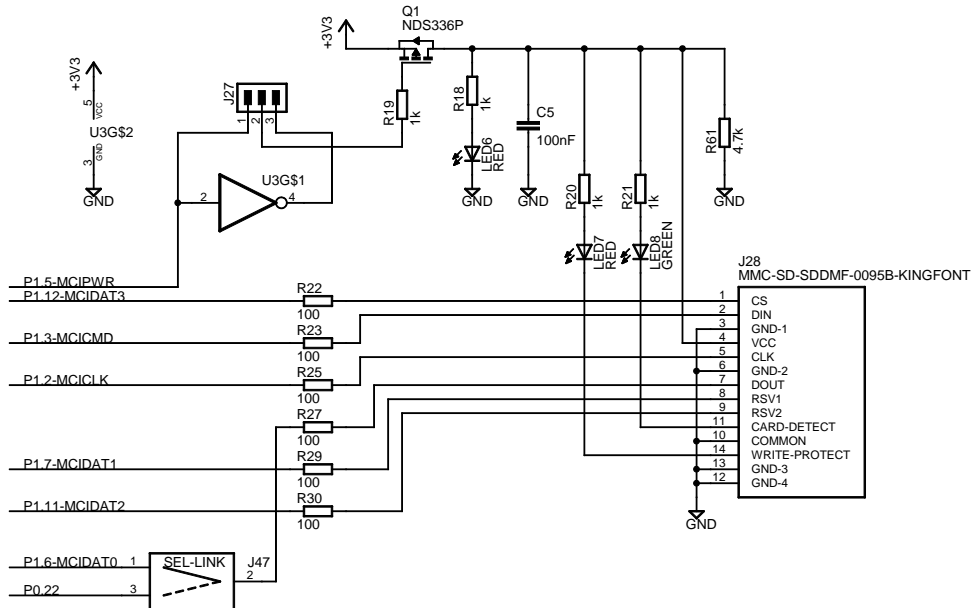 Q1
NDS336P
+3V3
+3V3
J27
1
2
3
R19
1k
R18
1k
C5
100nF
R61
4.7k
5
VCC
U3G$2
GND
3
GND
U3G$1
2
4
LED6
RED
GND
GND
GND
R20
1k
R21
1k
LED7
RED
LED8
GREEN
J28
MMC-SD-SDDMF-0095B-KINGFONT
P1.5-MCIPWR
P1.12-MCIDAT3
R22
100
1 CS
2 DIN
P1.3-MCICMD
R23
100
3 GND-1
4 VCC
P1.2-MCICLK
R25
100
5 CLK
6 GND-2
7 DOUT
8 RSV1
9 RSV2
R27
100
11 CARD-DETECT
10 COMMON
14 WRITE-PROTECT
P1.7-MCIDAT1
R29
100
13 GND-3
12 GND-4
P1.11-MCIDAT2
R30
100
GND
P1.6-MCIDAT0
1
SEL-LINK
J47
2
P0.22
3